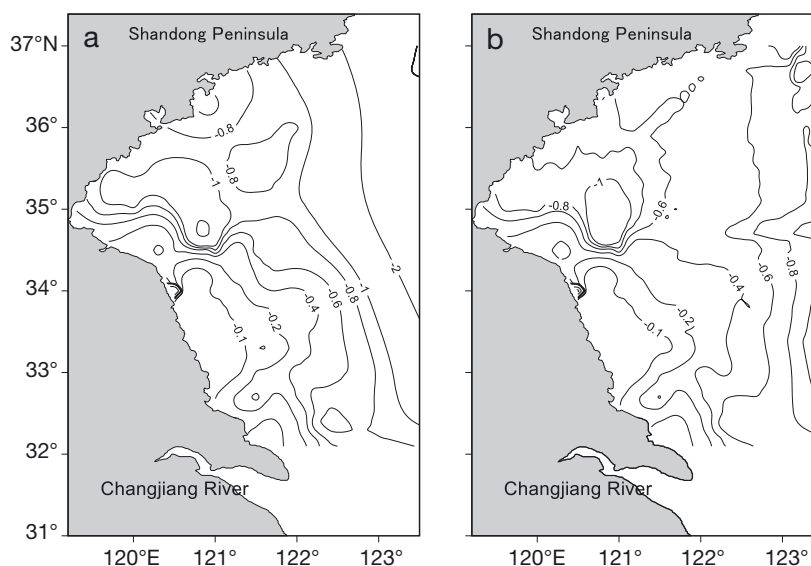 a
Shandong Peninsula
37°N
36°
35°
34°
33°
32°
31°
-0.8
-1
-0.8
-2
-1
-0.8
-0.6
-0.4
-0.2
-0.1
Changjiang River
120°E 121° 122° 123°
b
Shandong Peninsula
-1
-0.8
-0.6
-0.8
-0.6
-0.4
-0.2
-0.1
Changjiang River
120°E 121° 122° 123°